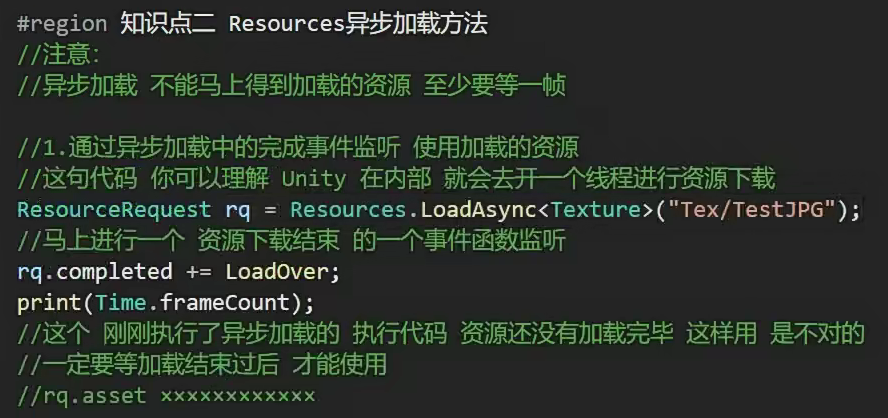 #region 知识点二 Resources异步加载方法
//注意：
//异步加载 不能马上得到加载的资源 至少要等一帧
//1.通过异步加载中的完成事件监听 使用加载的资源
//这句代码 你可以理解 Unity 在内部 就会去开一个线程进行资源下载
ResourceRequest rq = Resources.LoadAsync<Texture>("Tex/TestJPG");
//马上进行一个 资源下载结束 的一个事件函数监听
rq.completed += LoadOver;
print(Time.frameCount);
//这个 刚刚执行了异步加载的 执行代码 资源还没有加载完毕 这样用 是不对的
//一定要等加载结束过后 才能使用
//rq.asset ××××××××××××